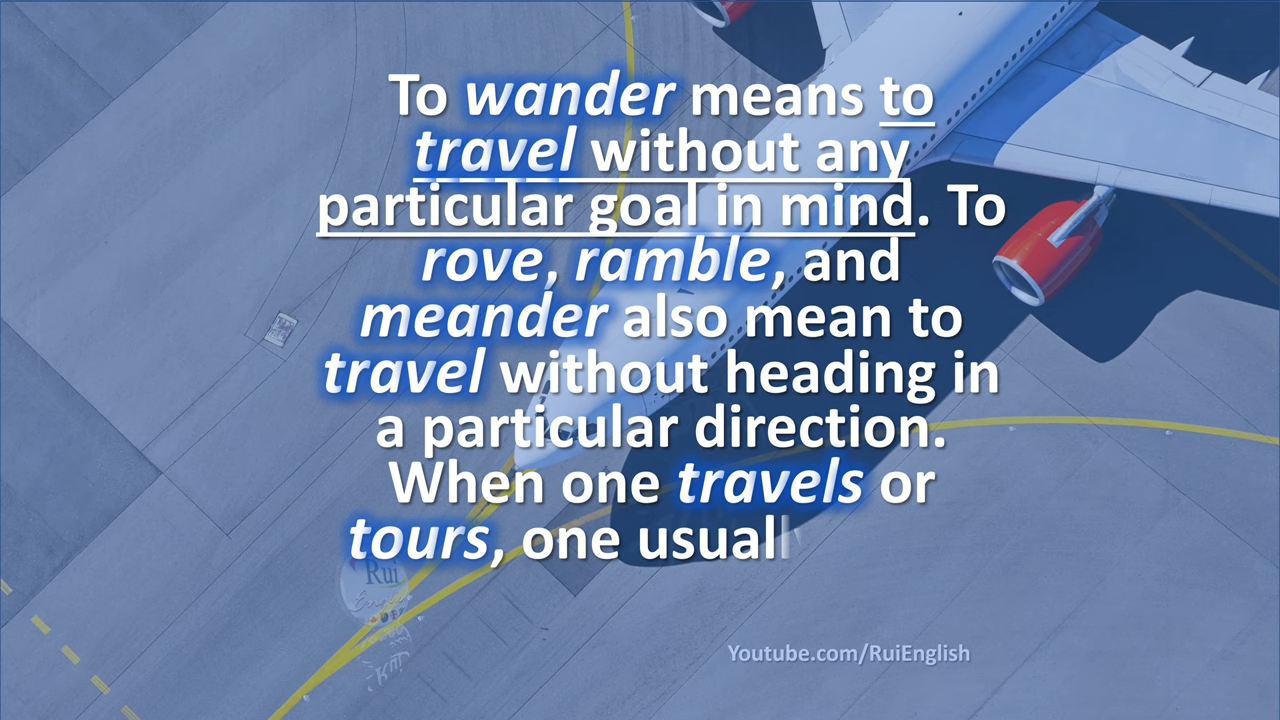 To wander means to
travel without any
particular goal in mind. To
rove, ramble, and
meander also mean to
travel without heading in
a particular direction.
When one travels or
tours, one usuall
Rui
Youtube.com/RuiEnglish